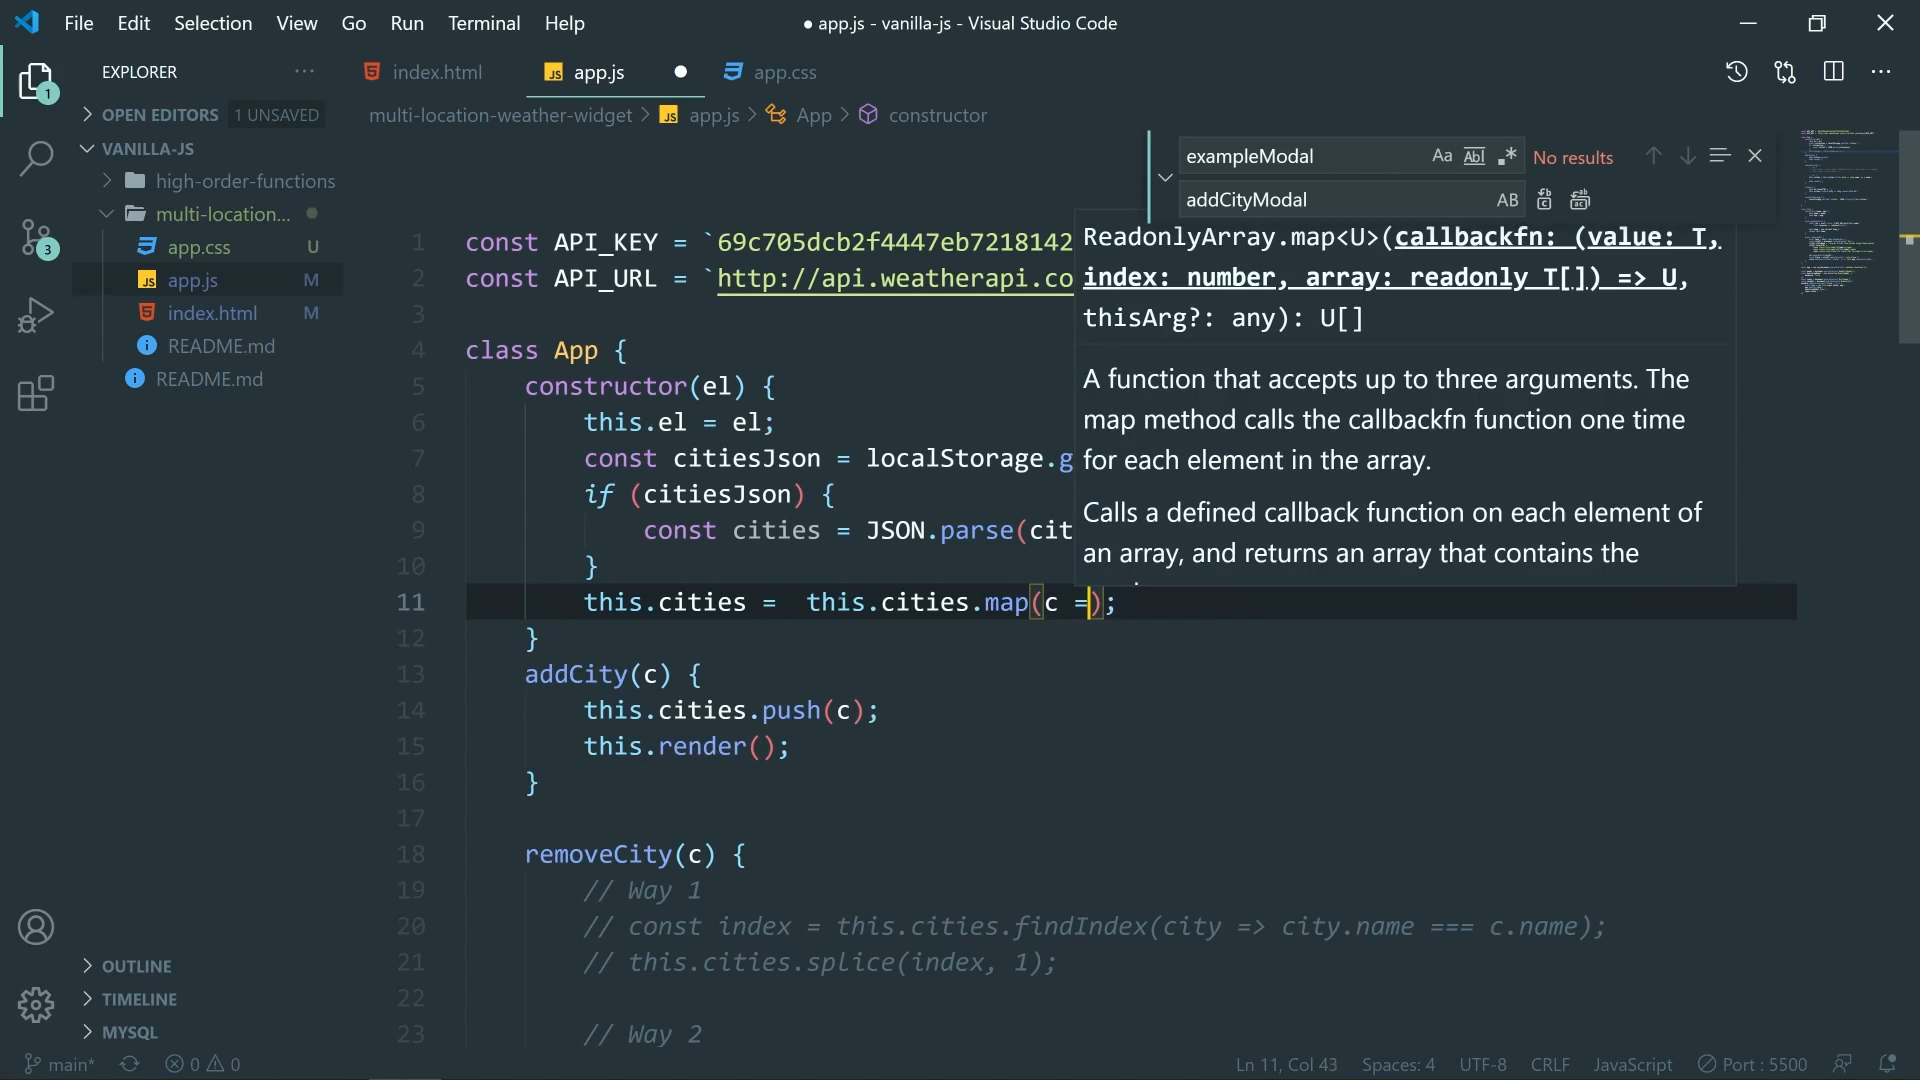 File Edit Selection View Go Run Terminal Help
● app.js - vanilla-js - Visual Studio Code
EXPLORER
index.html
JS app.js
app.css
1
OPEN EDITORS 1 UNSAVED
multi-location-weather-widget > JS app.js > App > constructor
VANILLA-JS
high-order-functions
multi-location...
app.css U
JS app.js M
index.html M
README.md
README.md
3
exampleModal Aa Abl .* No results
addCityModal AB
ReadonlyArray.map<U>(callbackfn: (value: T,
index: number, array: readonly T[]) => U,
thisArg?: any): U[]
A function that accepts up to three arguments. The
map method calls the callbackfn function one time
for each element in the array.
Calls a defined callback function on each element of
an array, and returns an array that contains the
1 const API_KEY = `69c705dcb2f4447eb7218142
2 const API_URL = `http://api.weatherapi.co
3
4 class App {
5 constructor(el) {
6 this.el = el;
7 const citiesJson = localStorage.g
8 if (citiesJson) {
9 const cities = JSON.parse(cit
10 }
11 this.cities =  this.cities.map(c =);
12 }
13 addCity(c) {
14 this.cities.push(c);
15 this.render();
16 }
17
18 removeCity(c) {
19 // Way 1
20 // const index = this.cities.findIndex(city => city.name === c.name);
21 // this.cities.splice(index, 1);
22
23 // Way 2
OUTLINE
TIMELINE
MYSQL
main* 0 0
Ln 11, Col 43 Spaces: 4 UTF-8 CRLF JavaScript Port : 5500